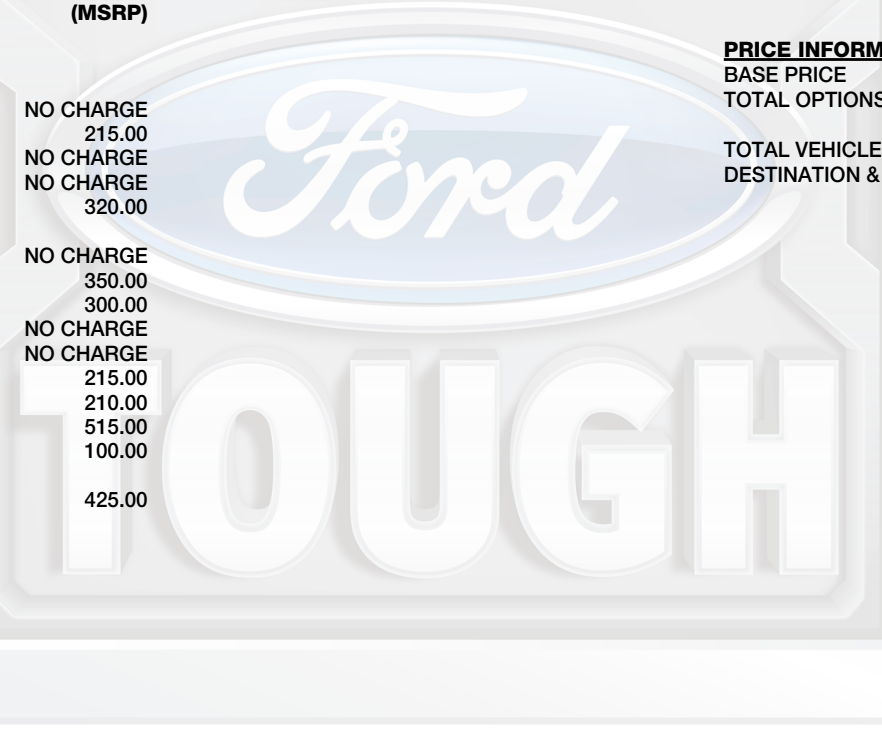 (MSRP)
NO CHARGE
215.00
NO CHARGE
NO CHARGE
320.00
NO CHARGE
350.00
300.00
NO CHARGE
NO CHARGE
215.00
210.00
515.00
100.00
425.00
PRICE INFORM
BASE PRICE
TOTAL OPTIONS
TOTAL VEHICLE
DESTINATION &
Ford
TOUGH